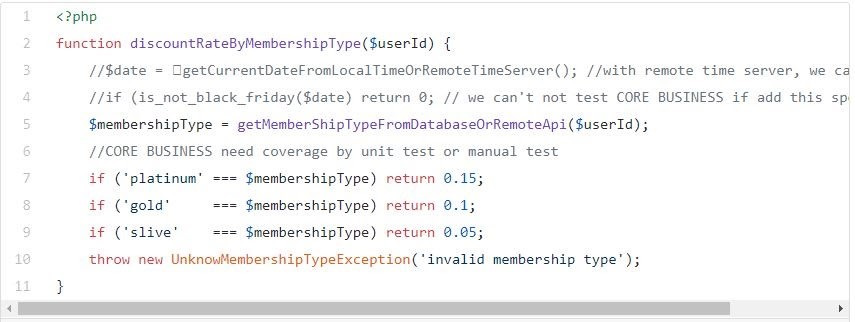 1 <?php
2 function discountRateByMembershipType($userId) {
3 //$date = getCurrentDateFromLocalTimeOrRemoteTimeServer(); //with remote time server, we ca
4 //if (is_not_black_friday($date) return 0; // we can't not test CORE BUSINESS if add this sp
5 $membershipType = getMemberShipTypeFromDatabaseOrRemoteApi($userId);
6 //CORE BUSINESS need coverage by unit test or manual test
7 if ('platinum' === $membershipType) return 0.15;
8 if ('gold'     === $membershipType) return 0.1;
9 if ('slive'    === $membershipType) return 0.05;
10 throw new UnknowMembershipTypeException('invalid membership type');
11 }